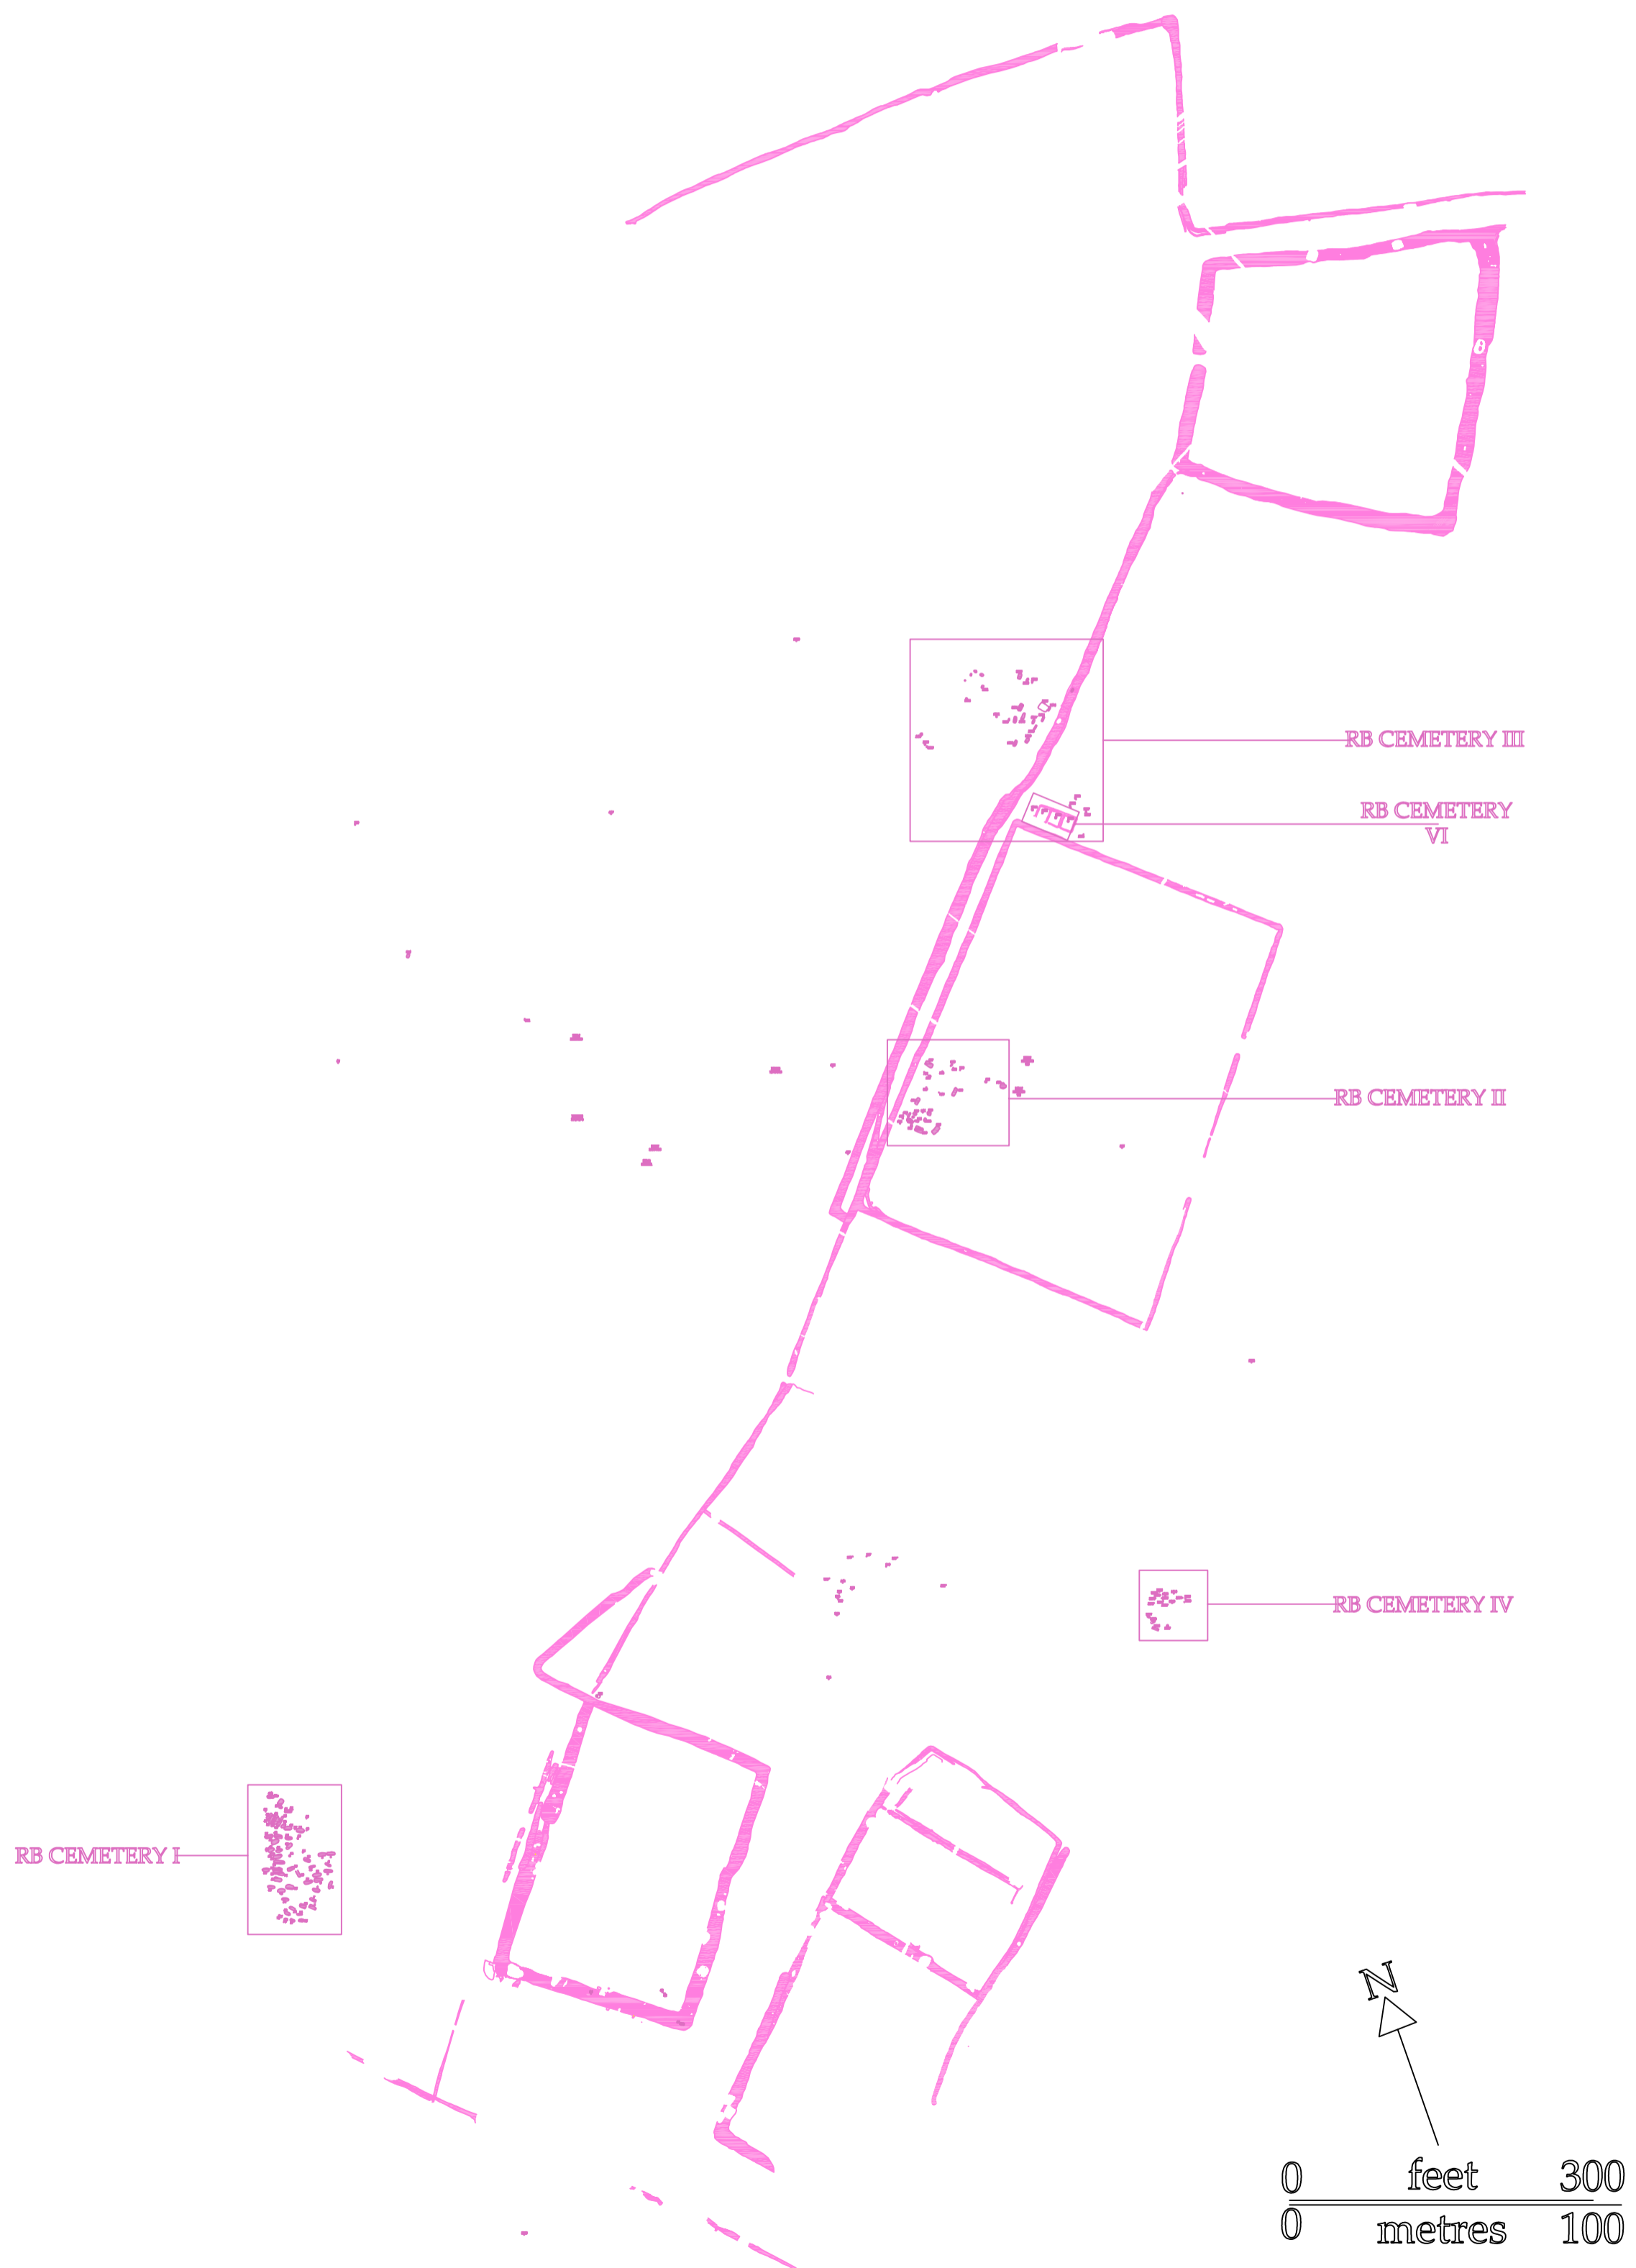 RB CEMETERY III
RB CEMETERY
VI
RB CEMETERY II
RB CEMETERY IV
RB CEMETERY I
N
0 feet 300
0 metres 100